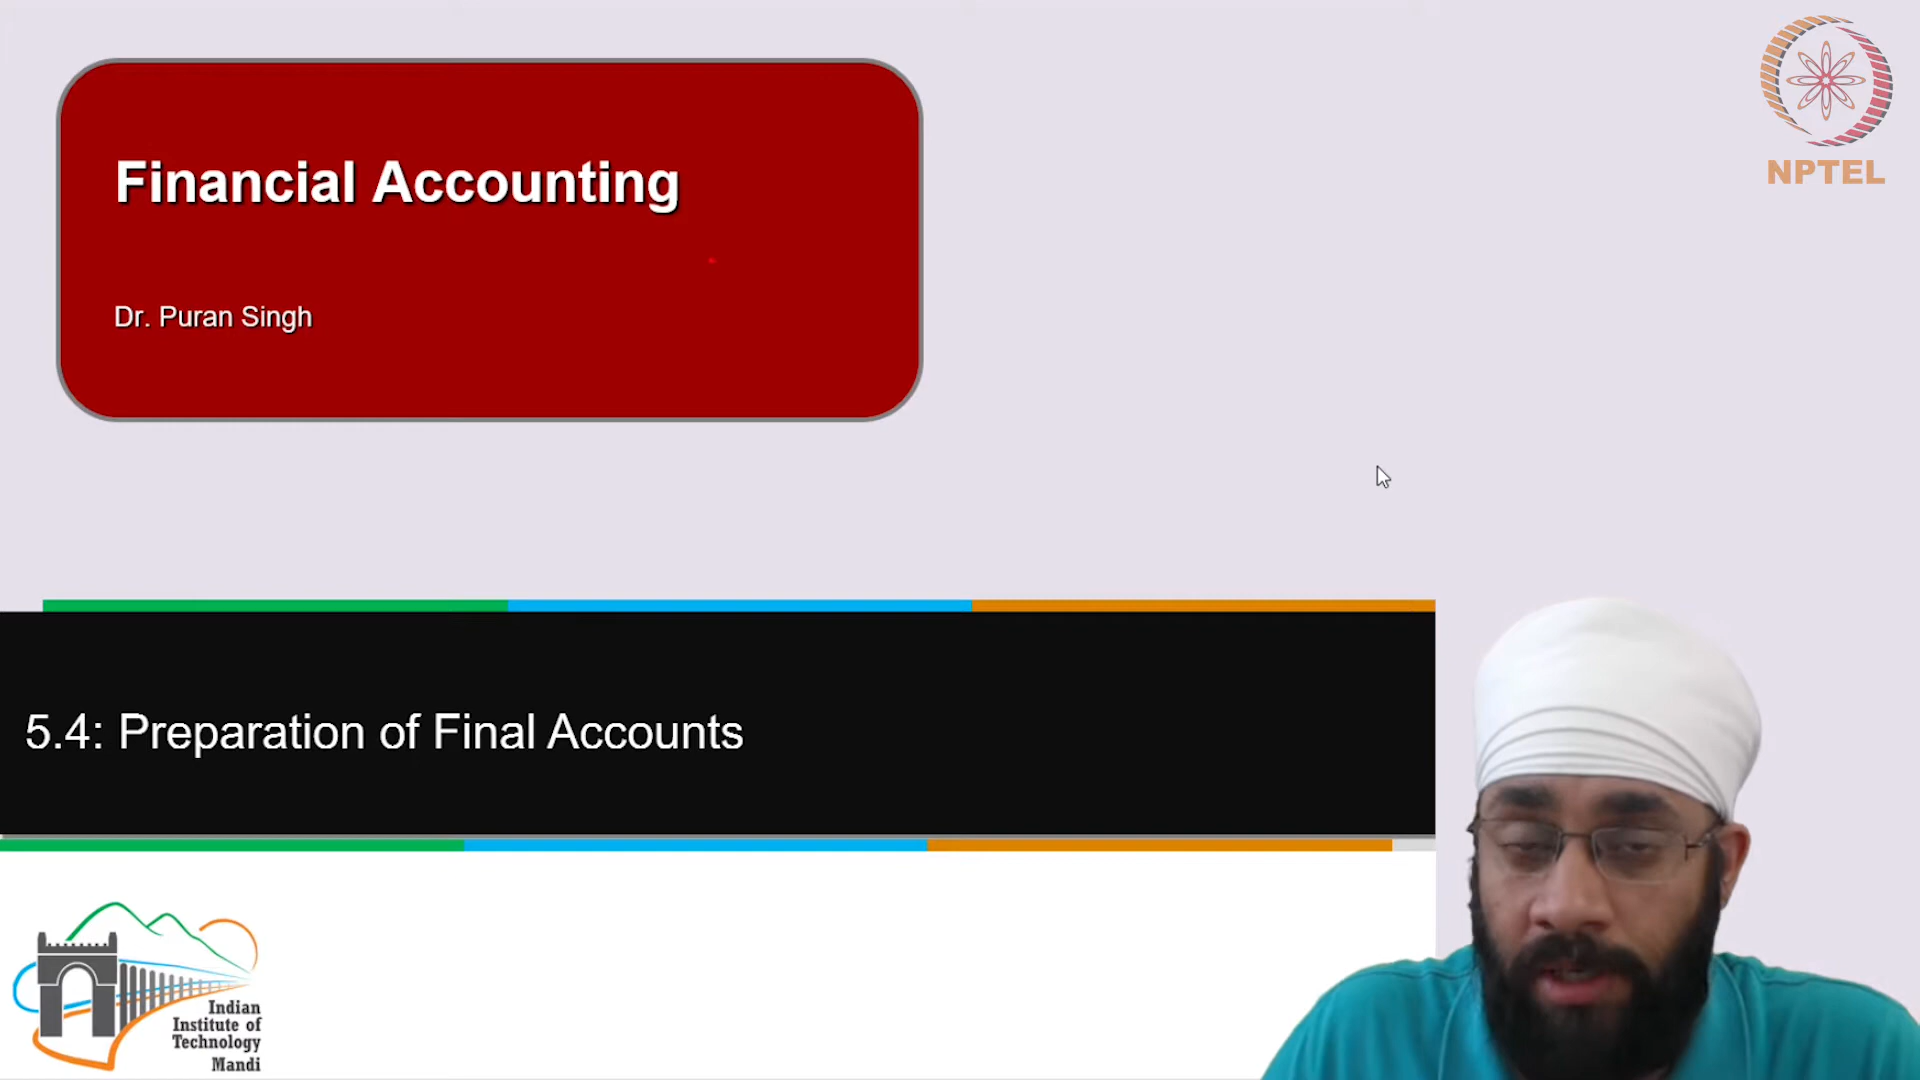 Financial Accounting
NPTEL
Dr. Puran Singh
5.4: Preparation of Final Accounts
Indian
Institute of
Technology
Mandi